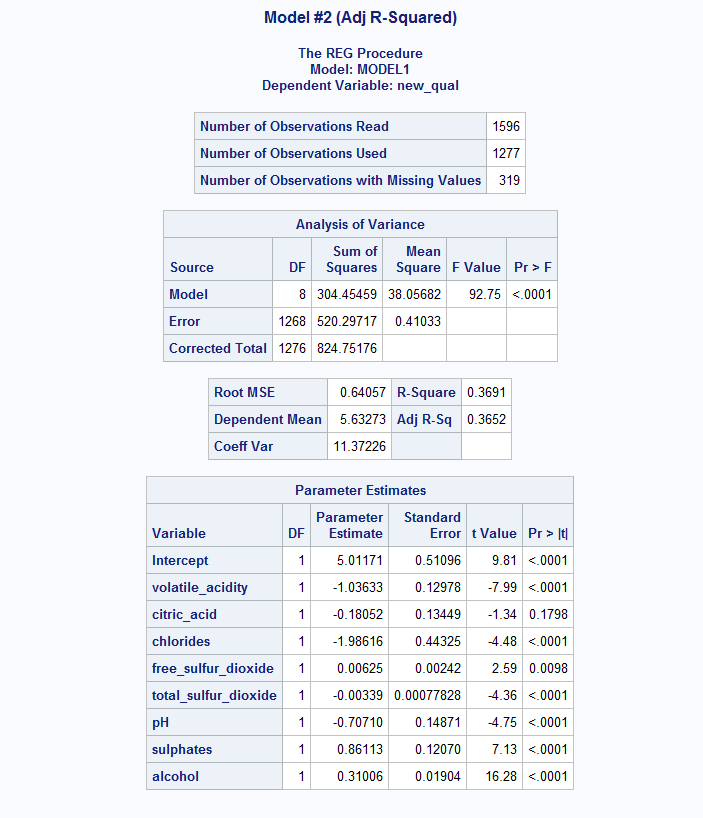 Model #2 (Adj R-Squared)
The REG Procedure
Model: MODEL1
Dependent Variable: new_qual
Number of Observations Read 1596
Number of Observations Used 1277
Number of Observations with Missing Values 319
Analysis of Variance
Source DF Sum of Squares Mean Square F Value Pr > F
Model 8 304.45459 38.05682 92.75 <.0001
Error 1268 520.29717 0.41033
Corrected Total 1276 824.75176
Root MSE 0.64057 R-Square 0.3691
Dependent Mean 5.63273 Adj R-Sq 0.3652
Coeff Var 11.37226
Parameter Estimates
Variable DF Parameter Estimate Standard Error t Value Pr > |t|
Intercept 1 5.01171 0.51096 9.81 <.0001
volatile_acidity 1 -1.03633 0.12978 -7.99 <.0001
citric_acid 1 -0.18052 0.13449 -1.34 0.1798
chlorides 1 -1.98616 0.44325 -4.48 <.0001
free_sulfur_dioxide 1 0.00625 0.00242 2.59 0.0098
total_sulfur_dioxide 1 -0.00339 0.00077828 -4.36 <.0001
pH 1 -0.70710 0.14871 -4.75 <.0001
sulphates 1 0.86113 0.12070 7.13 <.0001
alcohol 1 0.31006 0.01904 16.28 <.0001